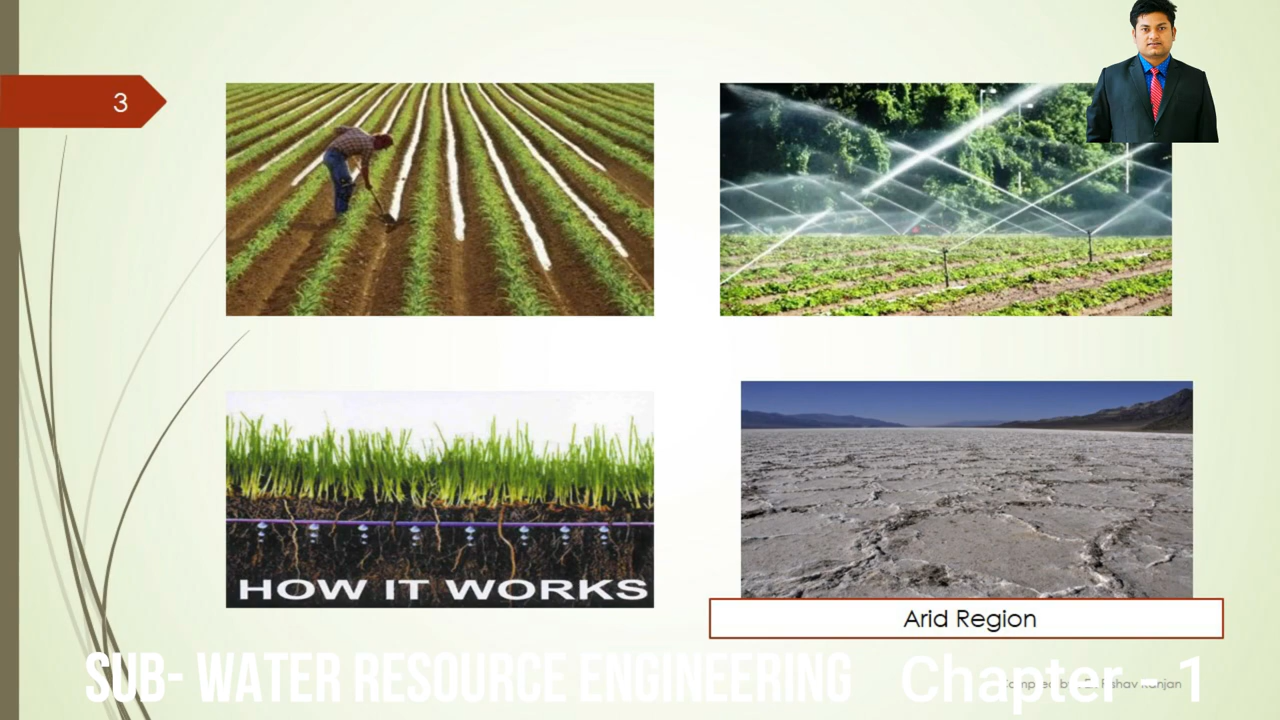 3
HOW IT WORKS
Arid Region
SUB- WATER RESOURCE ENGINEERING Chapter - 1